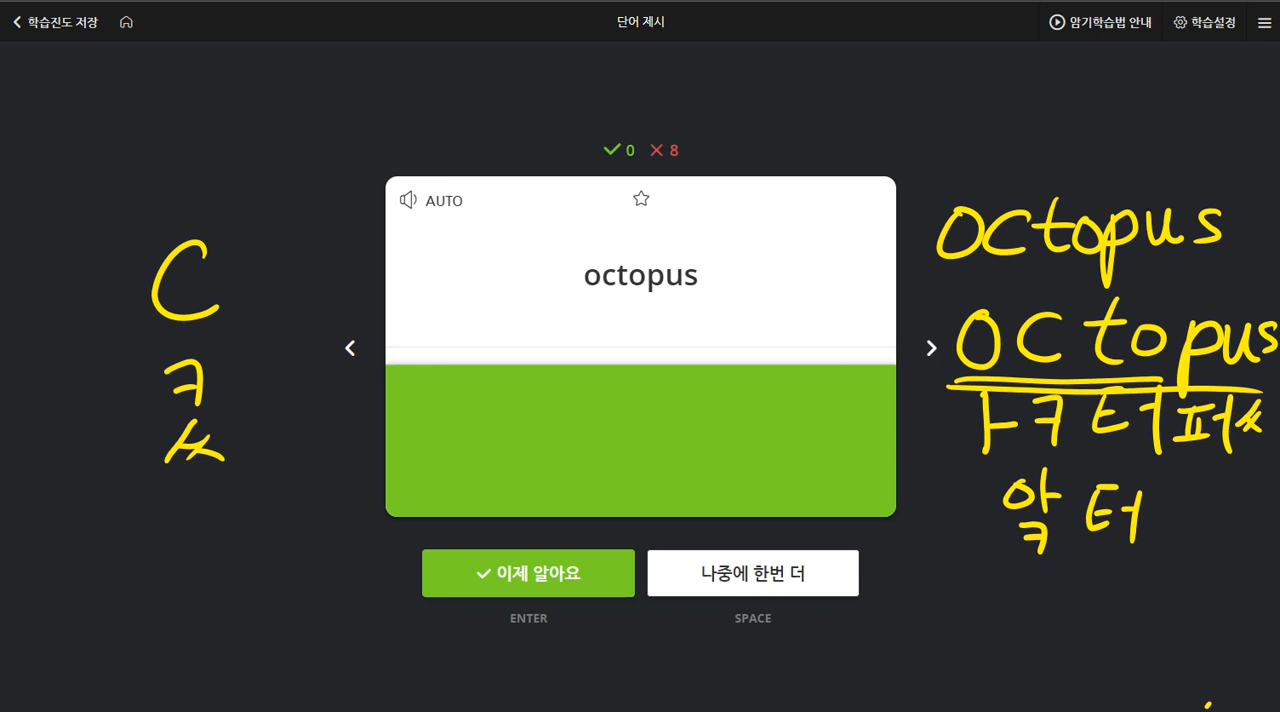 학습진도 저장
단어 제시
암기학습법 안내
학습설정
0 8
AUTO
octopus
이제 알아요
나중에 한번 더
ENTER
SPACE
C
ㅋ
ㅆ
octopus
octopus
ㅏㅋ터퍼ㅆ
앜터